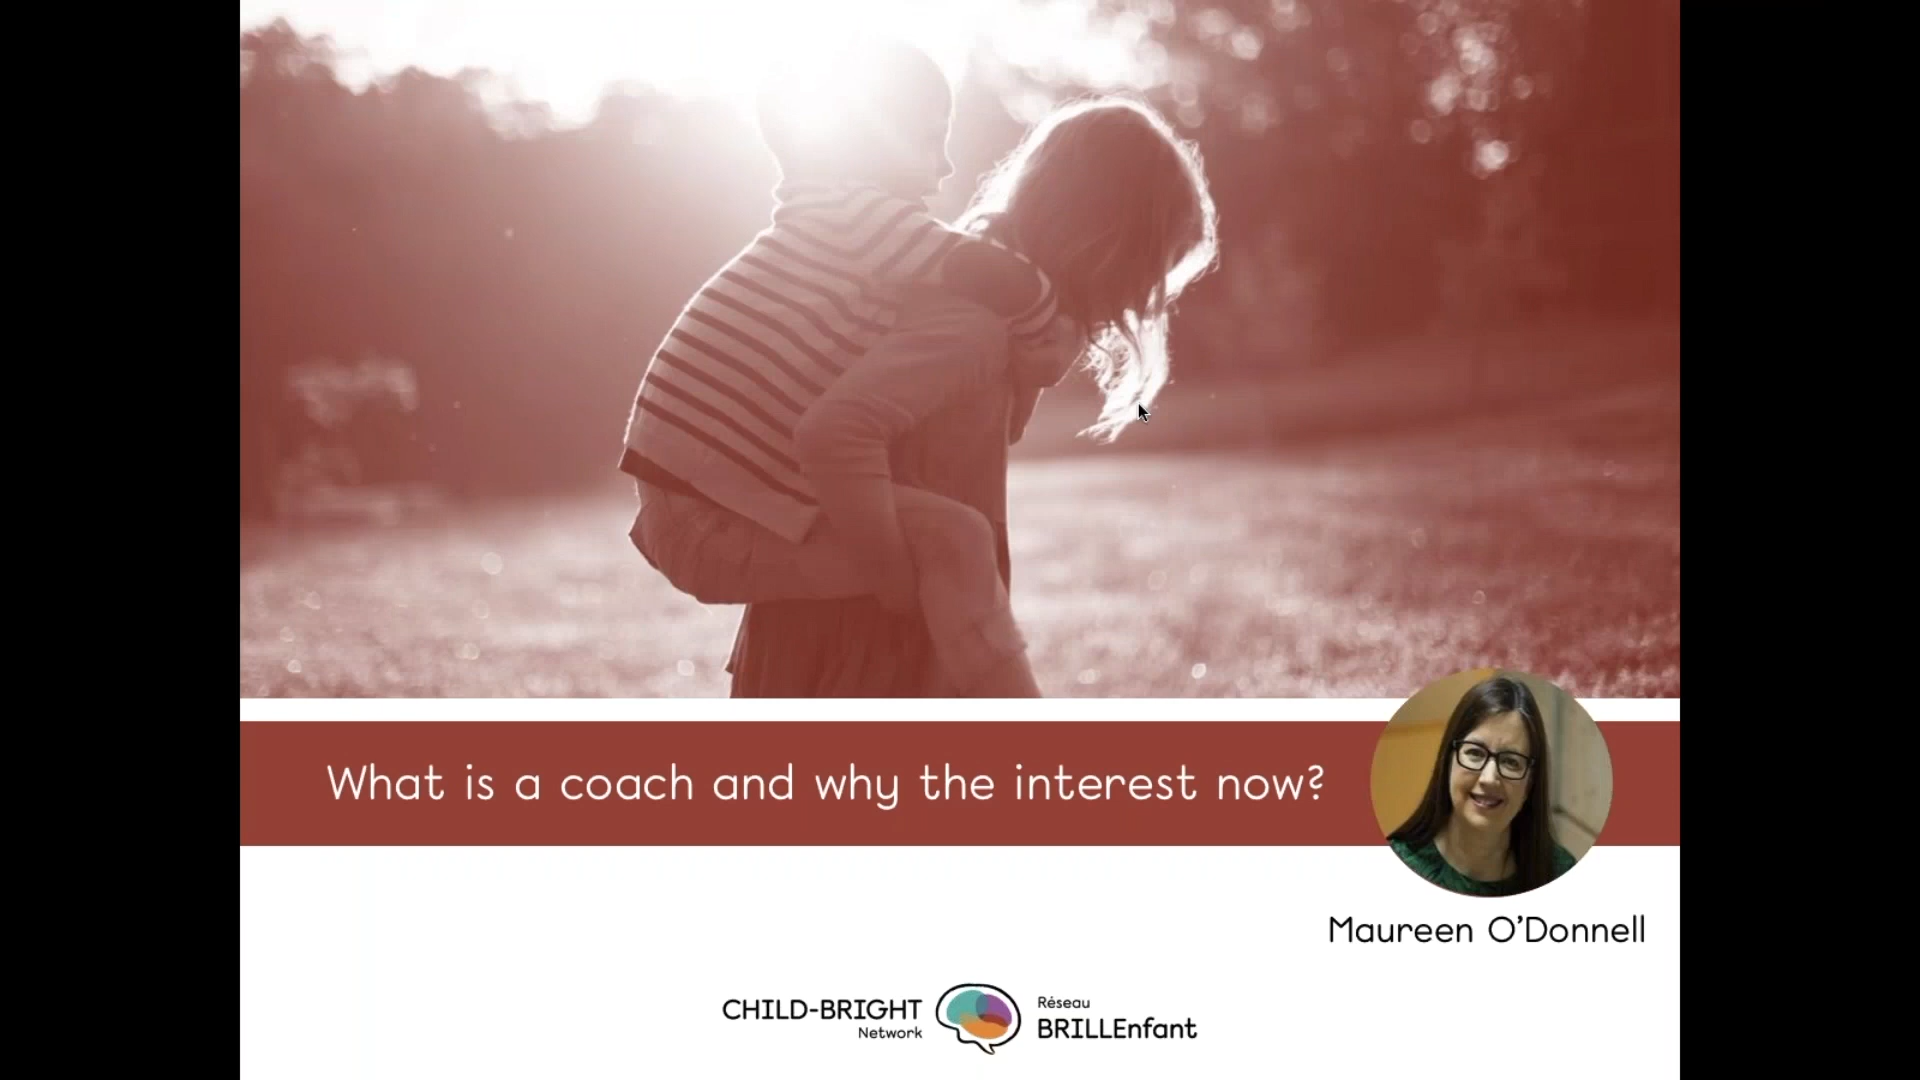 What is a coach and why the interest now?
Maureen O'Donnell
CHILD-BRIGHT
Network
Réseau
BRILLEnfant